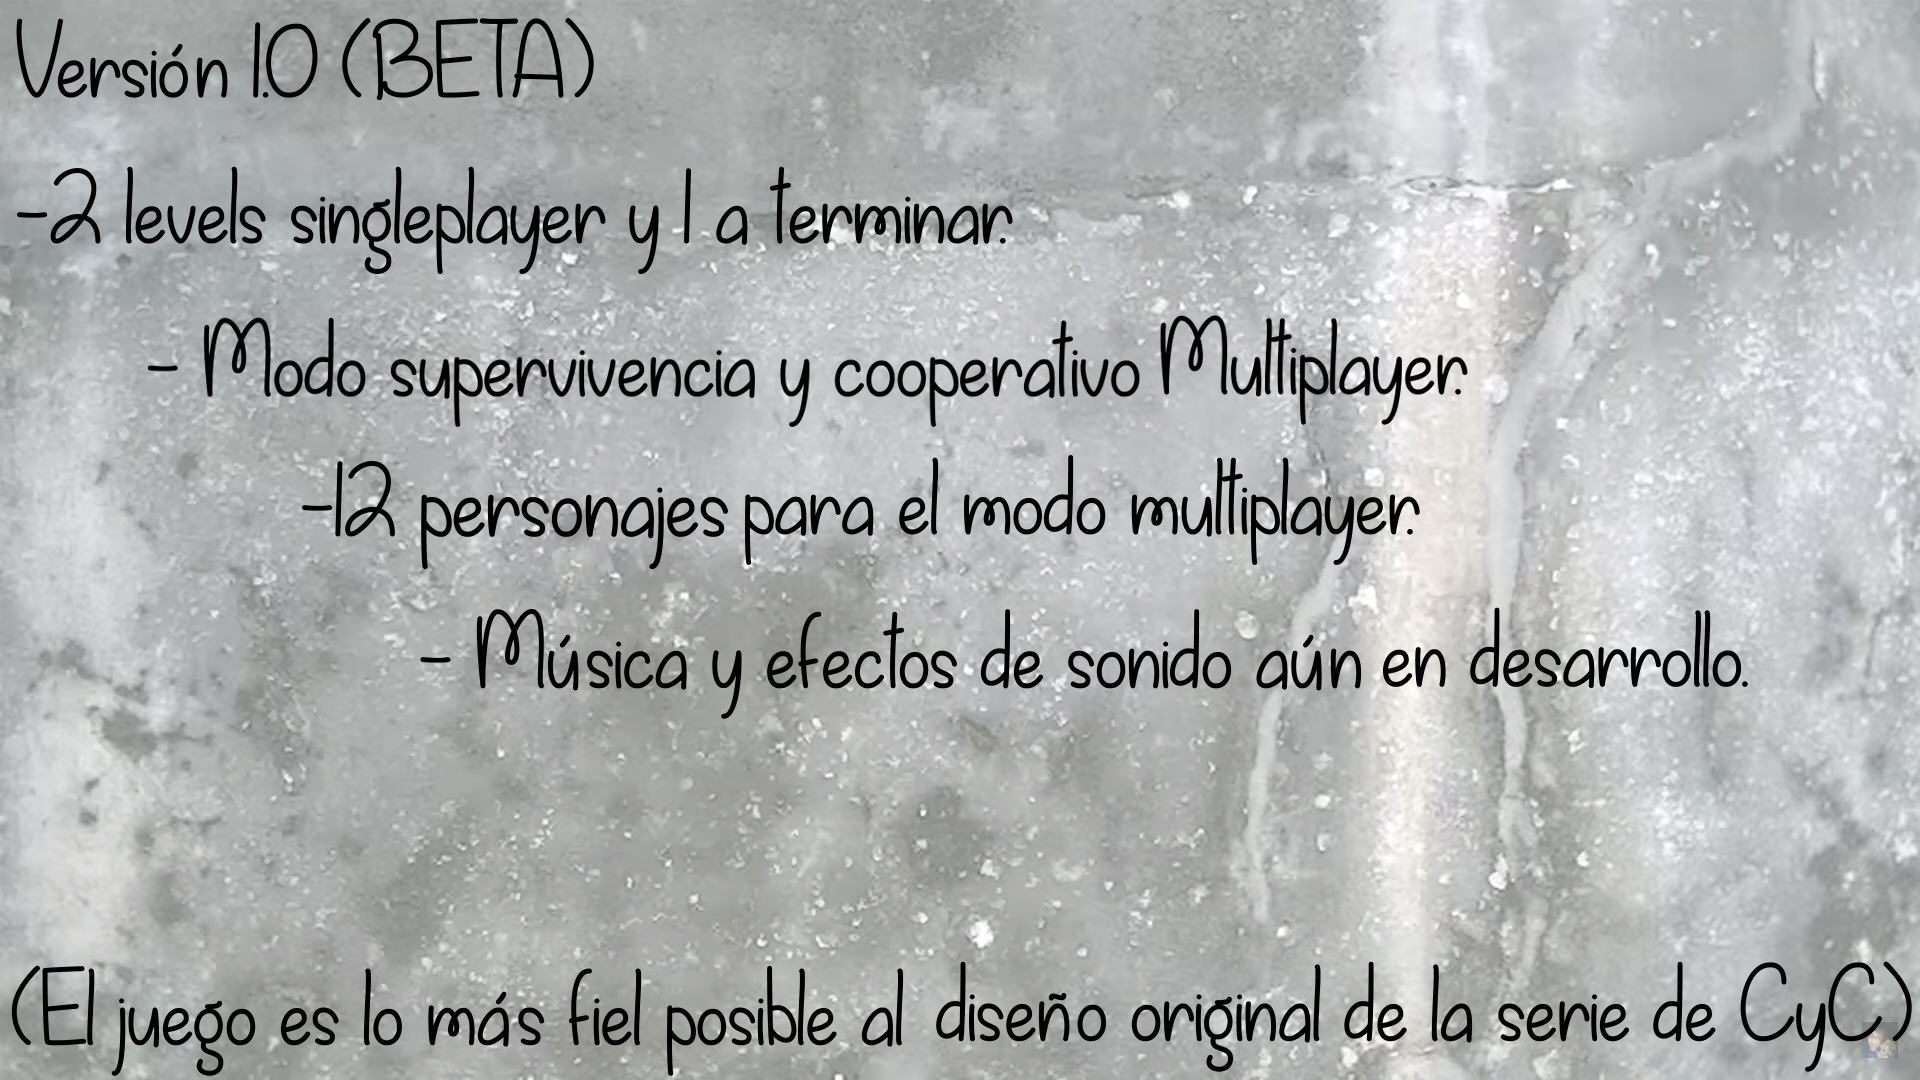 Versión 1.0 (BETA)
-2 levels singleplayer y 1 a terminar.
- Modo supervivencia y cooperativo Multiplayer.
-12 personajes para el modo multiplayer.
- Música y efectos de sonido aún en desarrollo.
(El juego es lo más fiel posible al diseño original de la serie de CyC)